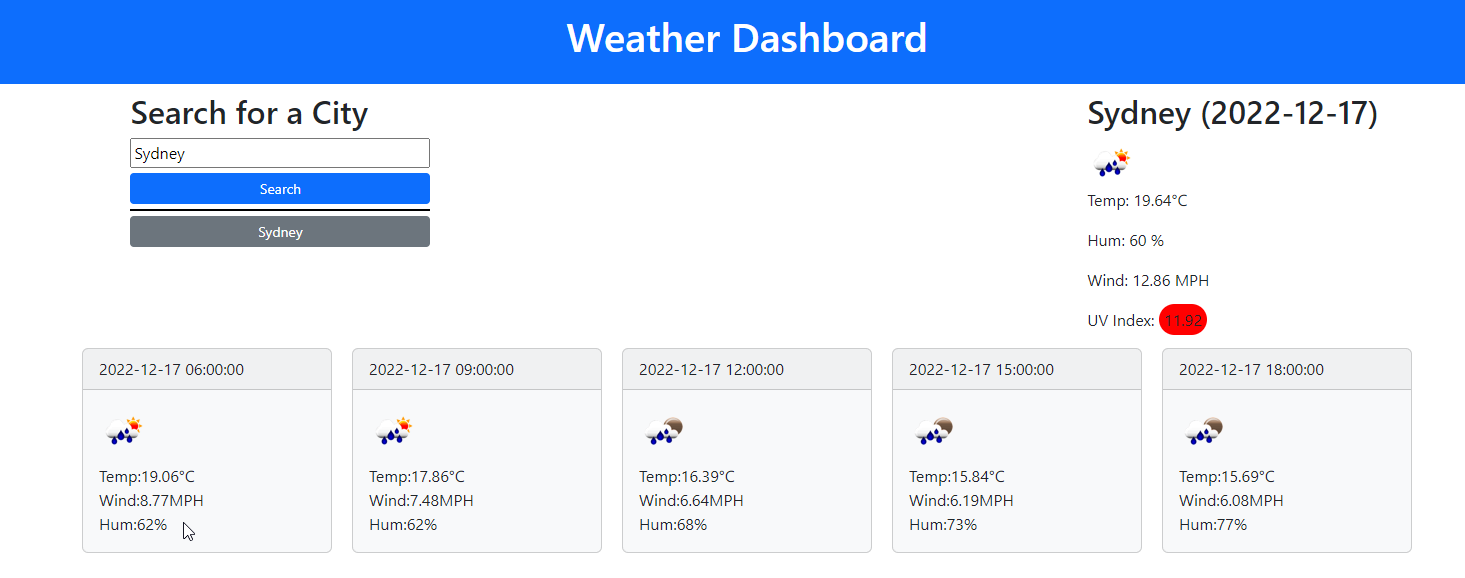 Weather Dashboard
Search for a City
Sydney
Search
Sydney
Sydney (2022-12-17)
Temp: 19.64°C
Hum: 60 %
Wind: 12.86 MPH
UV Index: 11.92
2022-12-17 06:00:00
Temp:19.06°C
Wind:8.77MPH
Hum:62%
2022-12-17 09:00:00
Temp:17.86°C
Wind:7.48MPH
Hum:62%
2022-12-17 12:00:00
Temp:16.39°C
Wind:6.64MPH
Hum:68%
2022-12-17 15:00:00
Temp:15.84°C
Wind:6.19MPH
Hum:73%
2022-12-17 18:00:00
Temp:15.69°C
Wind:6.08MPH
Hum:77%